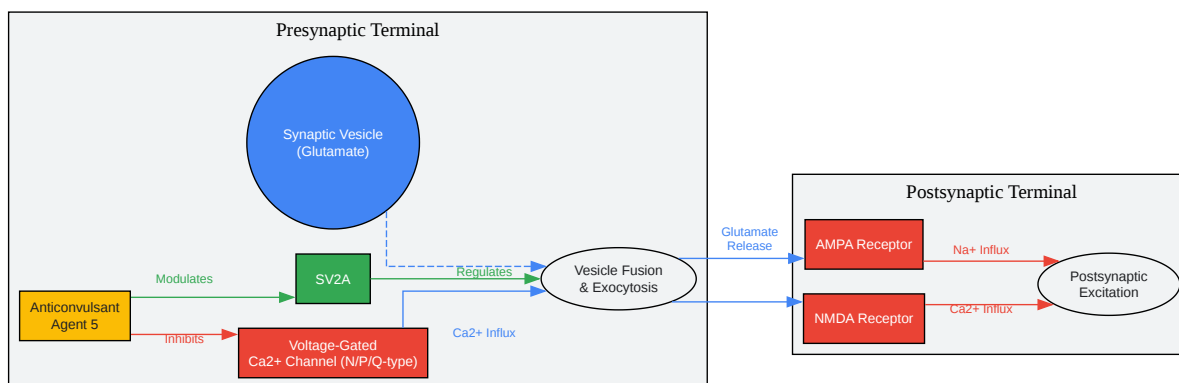 Presynaptic Terminal
Synaptic Vesicle
(Glutamate)
Modulates
SV2A
Regulates
Anticonvulsant
Agent 5
Inhibits
Voltage-Gated
Ca2+ Channel (N/P/Q-type)
Ca2+ Influx
Vesicle Fusion
& Exocytosis
Glutamate
Release
Postsynaptic Terminal
AMPA Receptor
Na+ Influx
NMDA Receptor
Ca2+ Influx
Postsynaptic
Excitation